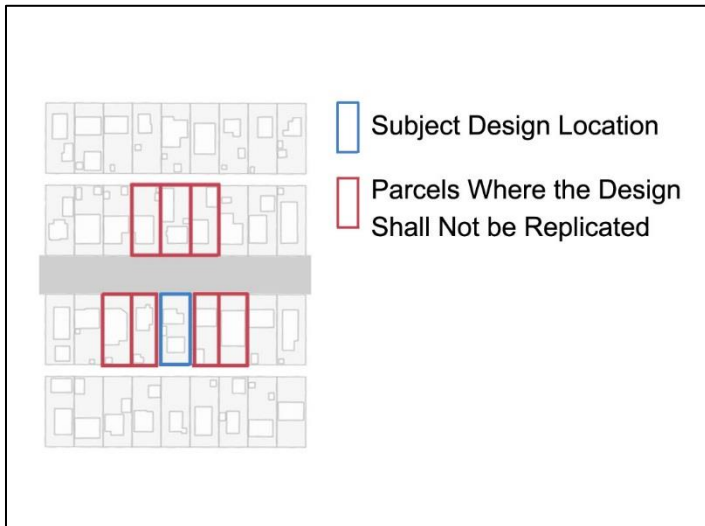 Subject Design Location
Parcels Where the Design
Shall Not be Replicated